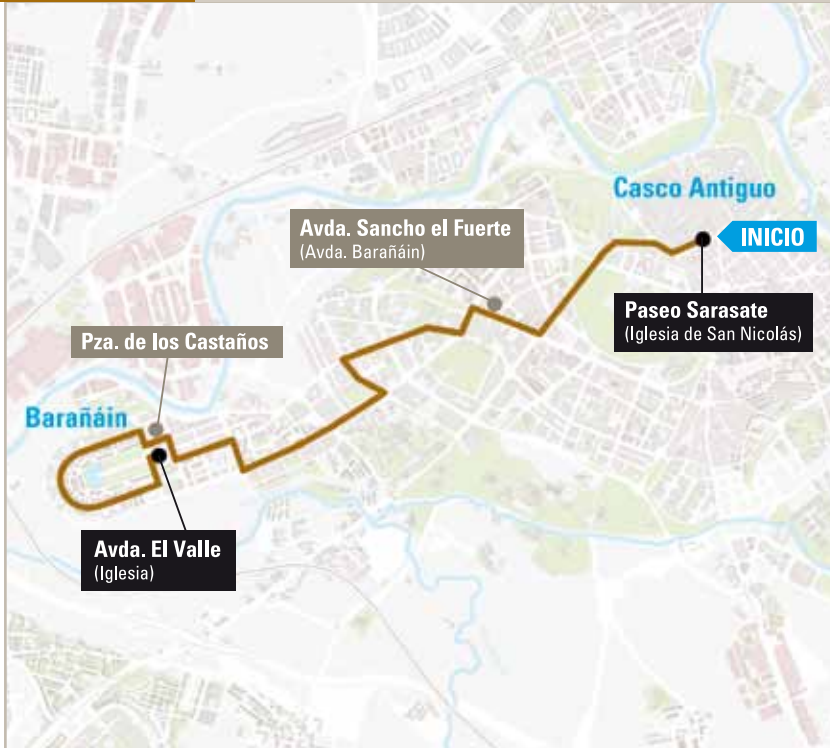 Casco Antiguo
Avda. Sancho el Fuerte
(Avda. Barañáin)
INICIO
Paseo Sarasate
(Iglesia de San Nicolás)
Pza. de los Castaños
Barañáin
Avda. El Valle
(Iglesia)